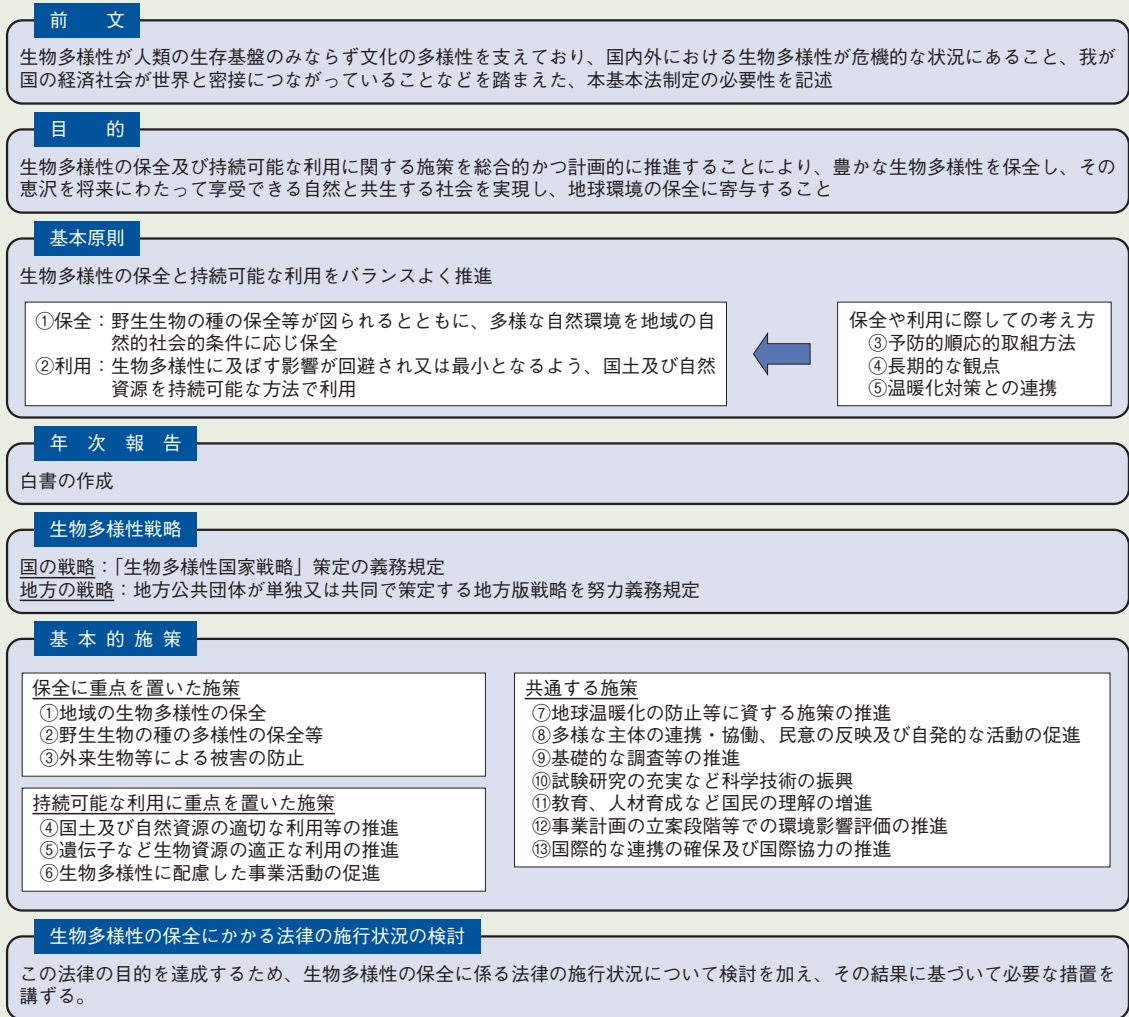 前文
生物多様性が人類の生存基盤のみならず文化の多様性を支えており、国内外における生物多様性が危機的な状況にあること、我が
国の経済社会が世界と密接につながっていることなどを踏まえた、本基本法制定の必要性を記述
目的
生物多様性の保全及び持続可能な利用に関する施策を総合的かつ計画的に推進することにより、豊かな生物多様性を保全し、その
恵沢を将来にわたって享受できる自然と共生する社会を実現し、地球環境の保全に寄与すること
基本原則
生物多様性の保全と持続可能な利用をバランスよく推進
①保全：野生生物の種の保全等が図られるとともに、多様な自然環境を地域の自
然的社会的条件に応じ保全
②利用：生物多様性に及ぼす影響が回避され又は最小となるよう、国土及び自然
資源を持続可能な方法で利用
保全や利用に際しての考え方
③予防的順応的取組方法
④長期的な観点
⑤温暖化対策との連携
年次報告
白書の作成
生物多様性戦略
国の戦略：「生物多様性国家戦略」策定の義務規定
地方の戦略：地方公共団体が単独又は共同で策定する地方版戦略を努力義務規定
基本的施策
保全に重点を置いた施策
①地域の生物多様性の保全
②野生生物の種の多様性の保全等
③外来生物等による被害の防止
持続可能な利用に重点を置いた施策
④国土及び自然資源の適切な利用等の推進
⑤遺伝子など生物資源の適正な利用の推進
⑥生物多様性に配慮した事業活動の促進
共通する施策
⑦地球温暖化の防止等に資する施策の推進
⑧多様な主体の連携・協働、民意の反映及び自発的な活動の促進
⑨基礎的な調査等の推進
⑩試験研究の充実など科学技術の振興
⑪教育、人材育成など国民の理解の増進
⑫事業計画の立案段階等での環境影響評価の推進
⑬国際的な連携の確保及び国際協力の推進
生物多様性の保全にかかる法律の施行状況の検討
この法律の目的を達成するため、生物多様性の保全に係る法律の施行状況について検討を加え、その結果に基づいて必要な措置を
講ずる。